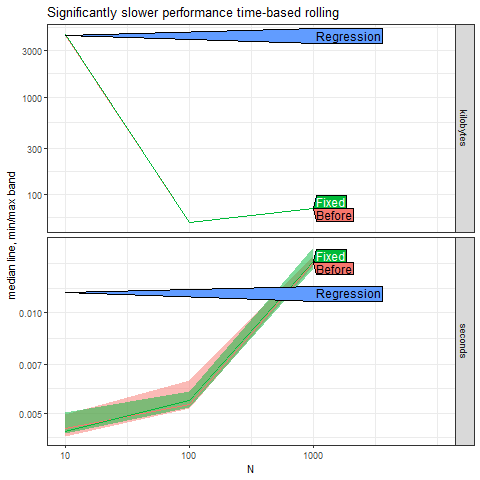 Significantly slower performance time-based rolling
median line, min/max band
3000
1000
300
100
Regression
Fixed
Before
kilobytes
0.010
0.007
0.005
Fixed
Before
Regression
seconds
10
100
1000
N